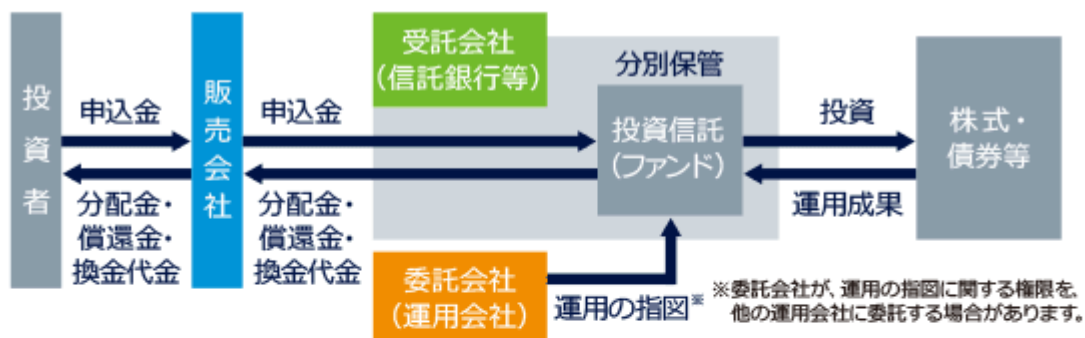 投資者
申込金
分配金・
償還金・
換金代金
販売会社
申込金
分配金・
償還金・
換金代金
受託会社
（信託銀行等）
分別保管
投資信託
（ファンド）
委託会社
（運用会社）
運用の指図※
投資
運用成果
株式・
債券等
※委託会社が、運用の指図に関する権限を、
他の運用会社に委託する場合があります。